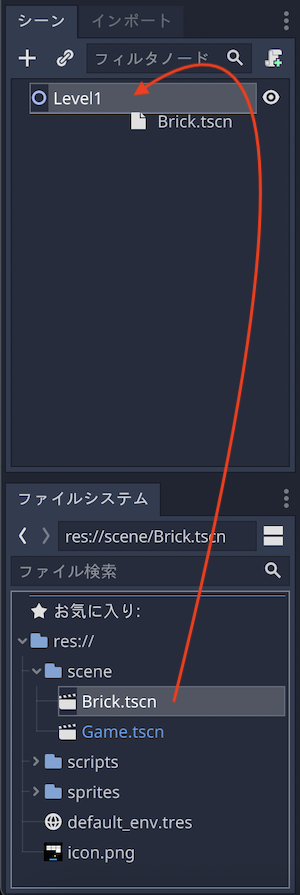 シーン インポート
フィルタノード
Level1
Brick.tscn
ファイルシステム
res://scene/Brick.tscn
ファイル検索
お気に入り:
res://
scene
Brick.tscn
Game.tscn
scripts
sprites
default_env.tres
icon.png